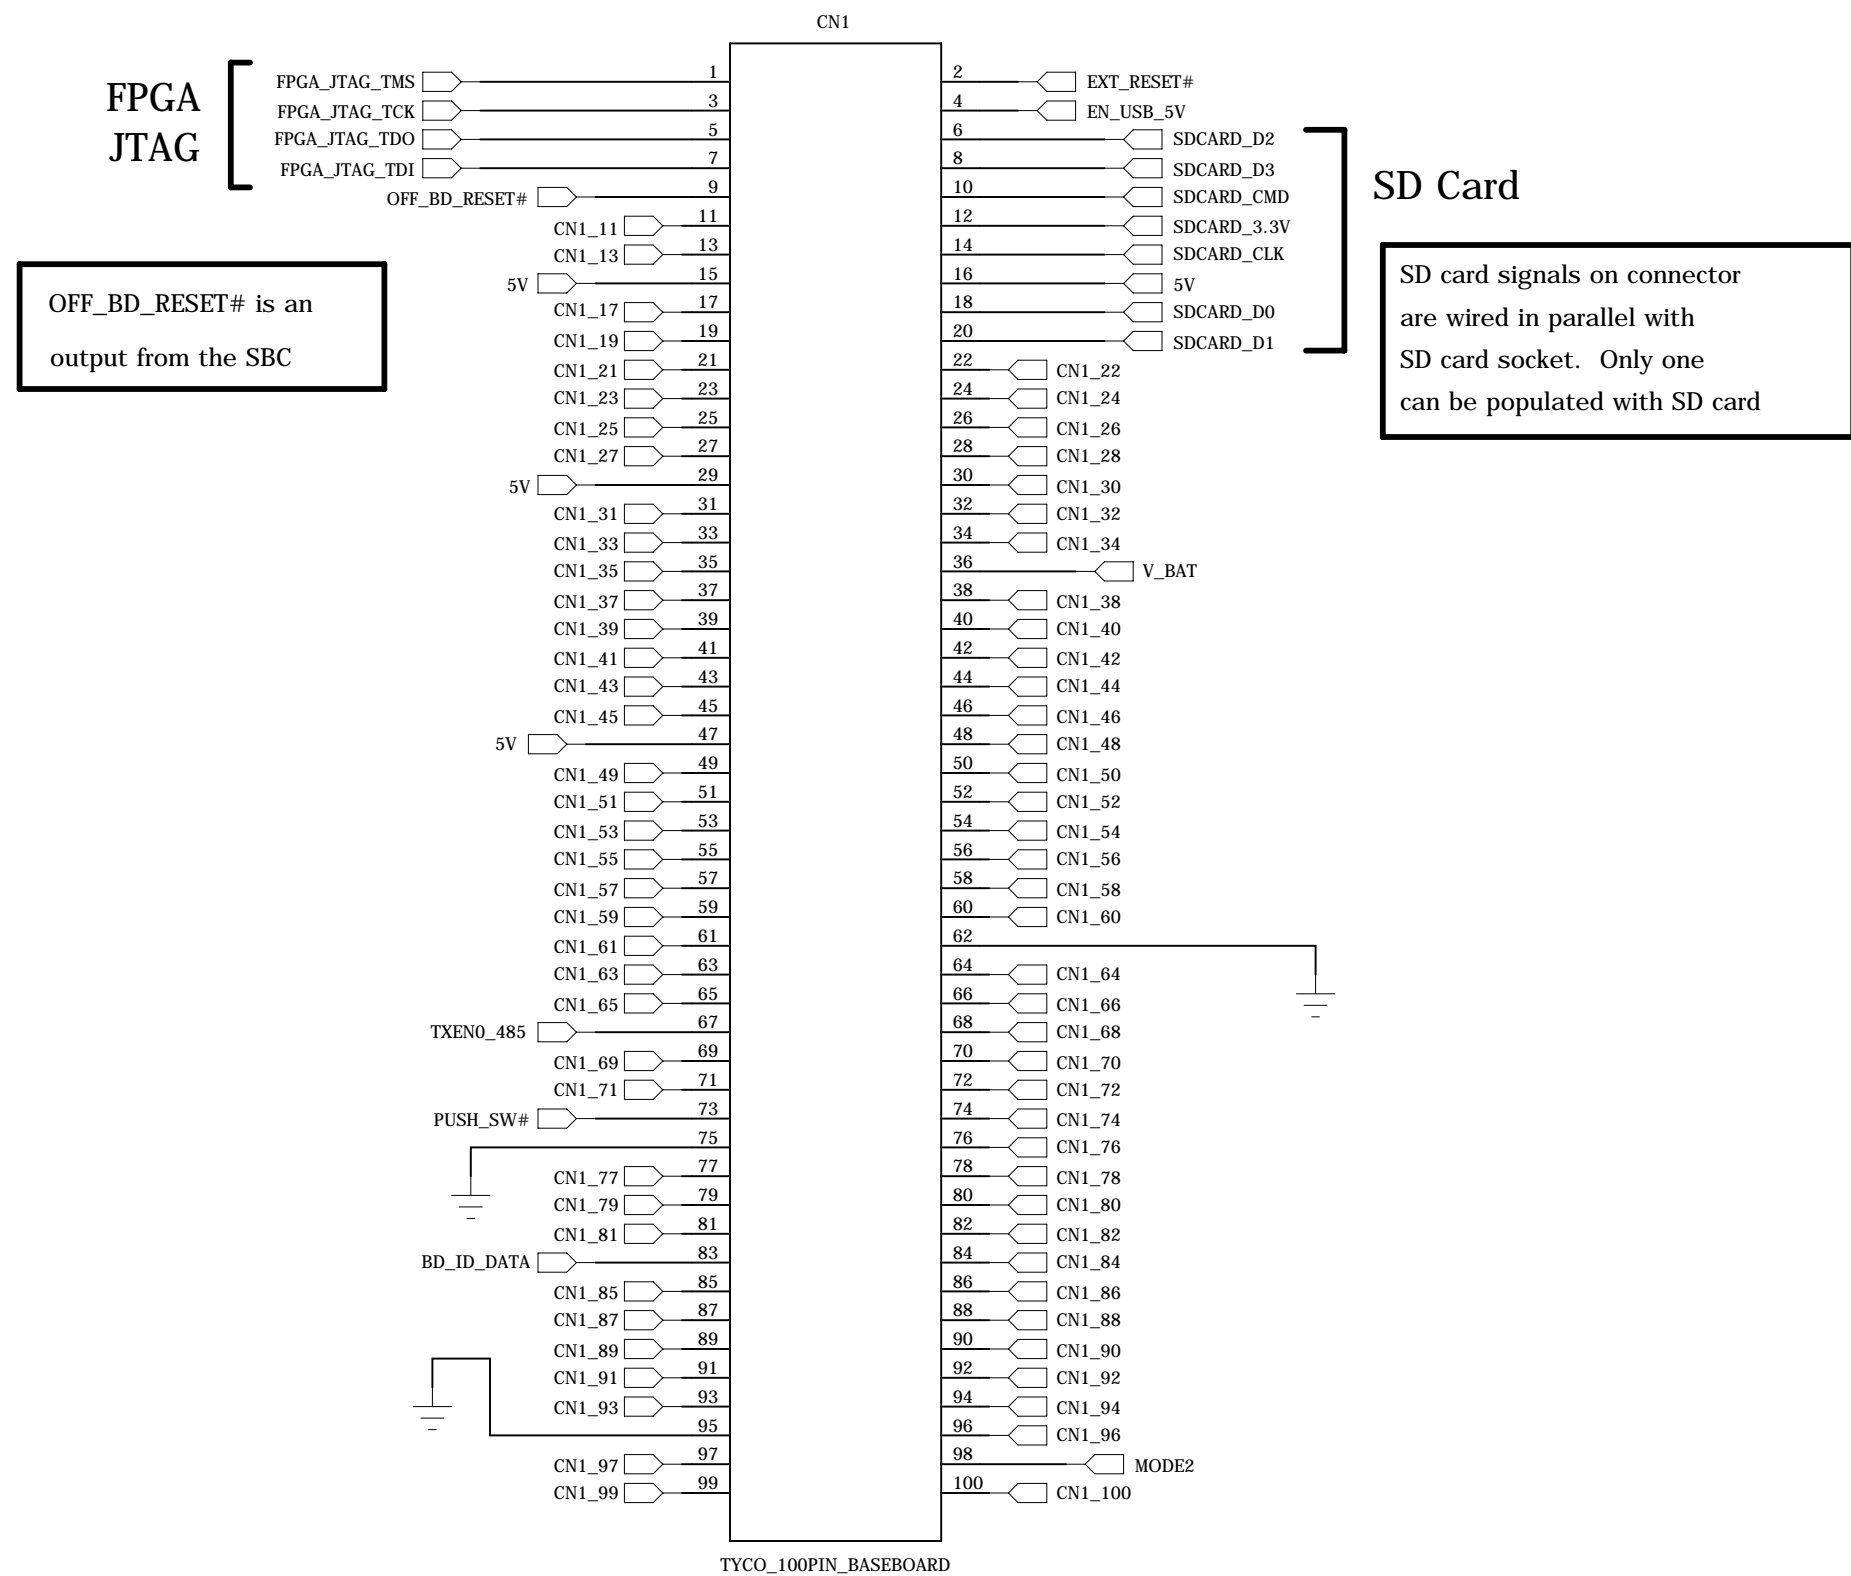 CN1
FPGA
JTAG
FPGA_JTAG_TMS 1 2 EXT_RESET#
FPGA_JTAG_TCK 3 4 EN_USB_5V
FPGA_JTAG_TDO 5 6 SDCARD_D2
FPGA_JTAG_TDI 7 8 SDCARD_D3
OFF_BD_RESET# 9 10 SDCARD_CMD
CN1_11 11 12 SDCARD_3.3V
CN1_13 13 14 SDCARD_CLK
5V 15 16 5V
CN1_17 17 18 SDCARD_D0
CN1_19 19 20 SDCARD_D1
SD Card
OFF_BD_RESET# is an
output from the SBC
SD card signals on connector
are wired in parallel with
SD card socket. Only one
can be populated with SD card
CN1_21 21 22 CN1_22
CN1_23 23 24 CN1_24
CN1_25 25 26 CN1_26
CN1_27 27 28 CN1_28
5V 29 30 CN1_30
CN1_31 31 32 CN1_32
CN1_33 33 34 CN1_34
CN1_35 35 36 V_BAT
CN1_37 37 38 CN1_38
CN1_39 39 40 CN1_40
CN1_41 41 42 CN1_42
CN1_43 43 44 CN1_44
CN1_45 45 46 CN1_46
5V 47 48 CN1_48
CN1_49 49 50 CN1_50
CN1_51 51 52 CN1_52
CN1_53 53 54 CN1_54
CN1_55 55 56 CN1_56
CN1_57 57 58 CN1_58
CN1_59 59 60 CN1_60
CN1_61 61 62
CN1_63 63 64 CN1_64
CN1_65 65 66 CN1_66
TXEN0_485 67 68 CN1_68
CN1_69 69 70 CN1_70
CN1_71 71 72 CN1_72
PUSH_SW# 73 74 CN1_74
75 76 CN1_76
CN1_77 77 78 CN1_78
CN1_79 79 80 CN1_80
CN1_81 81 82 CN1_82
BD_ID_DATA 83 84 CN1_84
CN1_85 85 86 CN1_86
CN1_87 87 88 CN1_88
CN1_89 89 90 CN1_90
CN1_91 91 92 CN1_92
CN1_93 93 94 CN1_94
95 96 CN1_96
CN1_97 97 98 MODE2
CN1_99 99 100 CN1_100
TYCO_100PIN_BASEBOARD